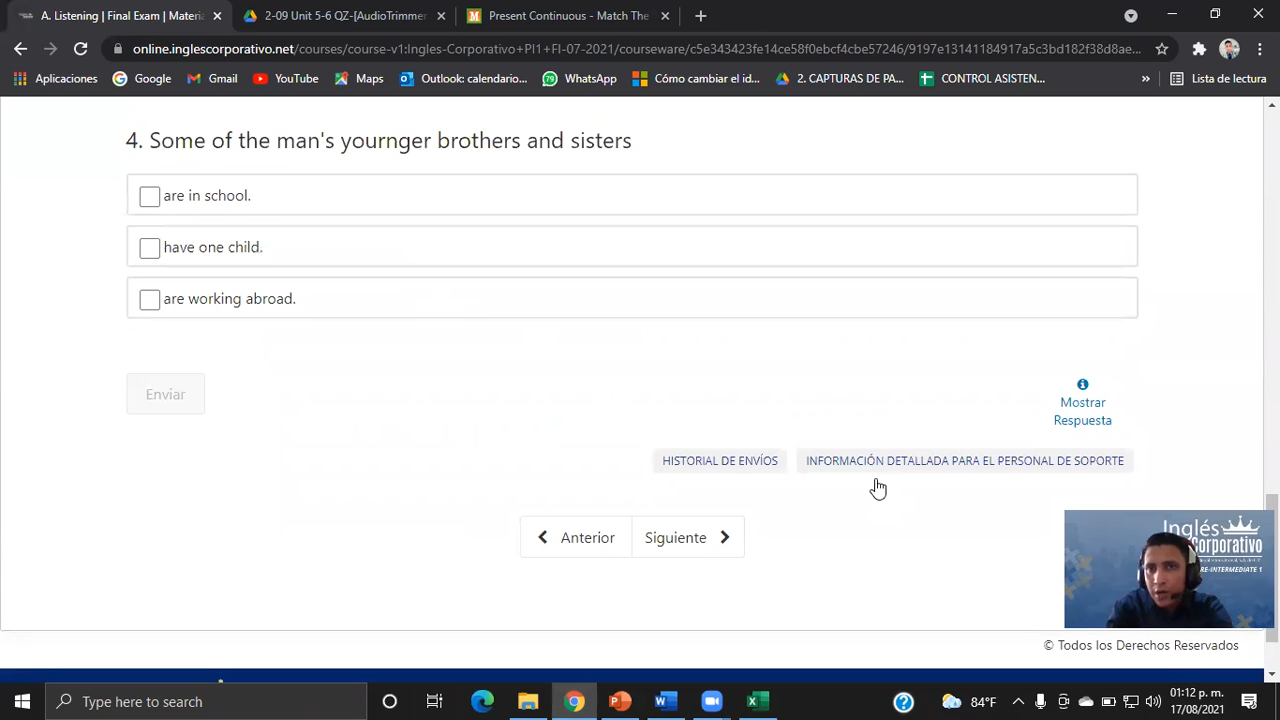 A. Listening | Final Exam | Materia
2-09 Unit 5-6 QZ-[AudioTrimmer
Present Continuous - Match The
online.inglescorporativo.net/courses/course-v1:Ingles-Corporativo+PI1+FI-07-2021/courseware/c5e343423fe14ce58f0ebcf4cbe57246/9197e13141184917a5c3bd182f38d8ae...
Aplicaciones
Google
Gmail
YouTube
Maps
Outlook: calendario...
WhatsApp
Cómo cambiar el id...
2. CAPTURAS DE PA...
CONTROL ASISTEN...
»
Lista de lectura
4. Some of the man's yournger brothers and sisters
are in school.
have one child.
are working abroad.
Enviar
Mostrar
Respuesta
HISTORIAL DE ENVÍOS
INFORMACIÓN DETALLADA PARA EL PERSONAL DE SOPORTE
Anterior
Siguiente
Inglés
Corporativo
PRE-INTERMEDIATE 1
© Todos los Derechos Reservados
Type here to search
84°F
01:12 p. m.
17/08/2021